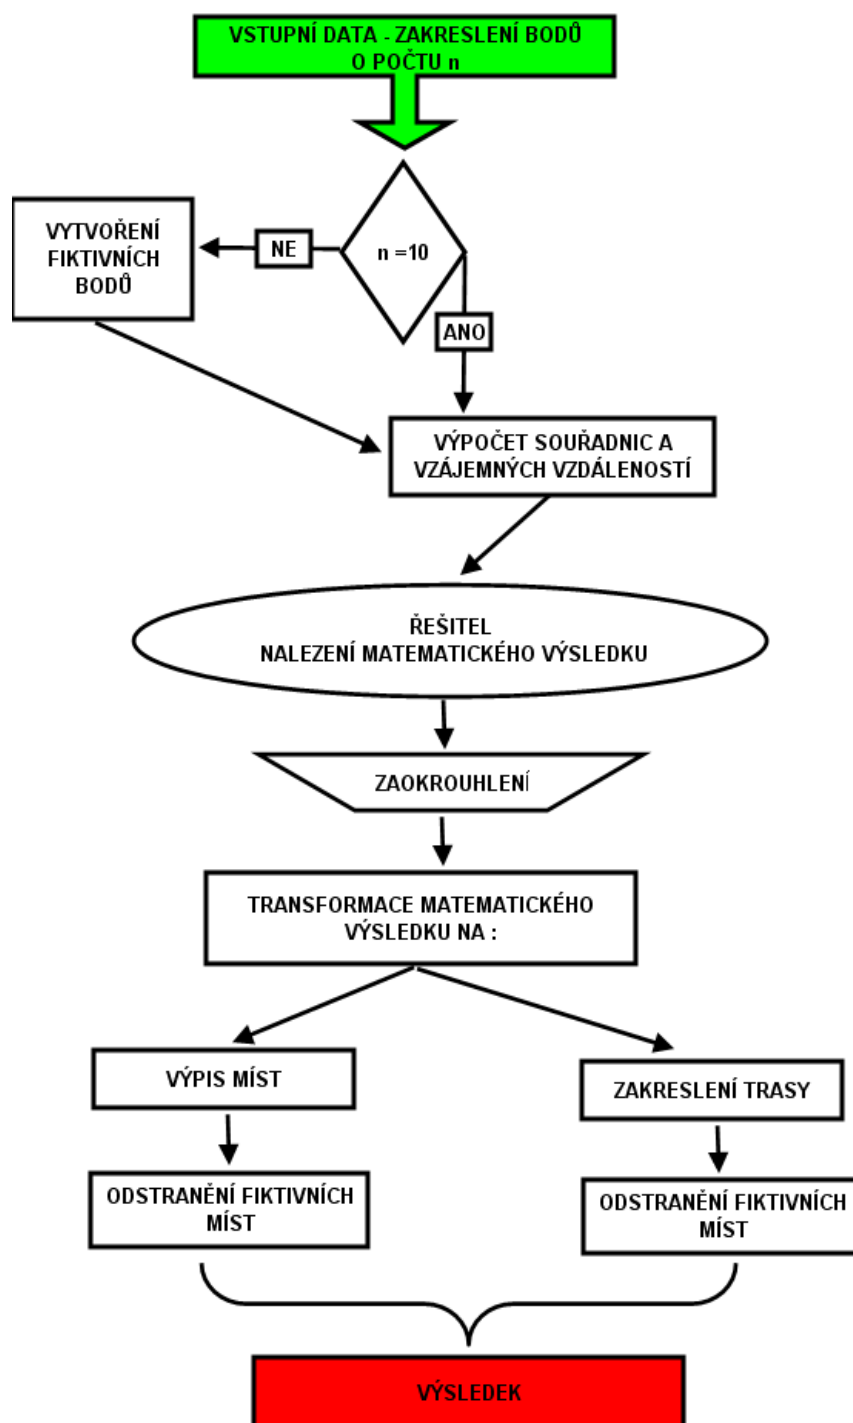 VSTUPNÍ DATA - ZAKRESLENÍ BODŮ
O POČTU n
n =10
NE
VYTVOŘENÍ
FIKTIVNÍCH
BODŮ
ANO
VÝPOČET SOUŘADNIC A
VZÁJEMNÝCH VZDÁLENOSTÍ
ŘEŠITEL
NALEZENÍ MATEMATICKÉHO VÝSLEDKU
ZAOKROUHLENÍ
TRANSFORMACE MATEMATICKÉHO
VÝSLEDKU NA :
VÝPIS MÍST
ZAKRESLENÍ TRASY
ODSTRANĚNÍ FIKTIVNÍCH
MÍST
ODSTRANĚNÍ FIKTIVNÍCH
MÍST
VÝSLEDEK